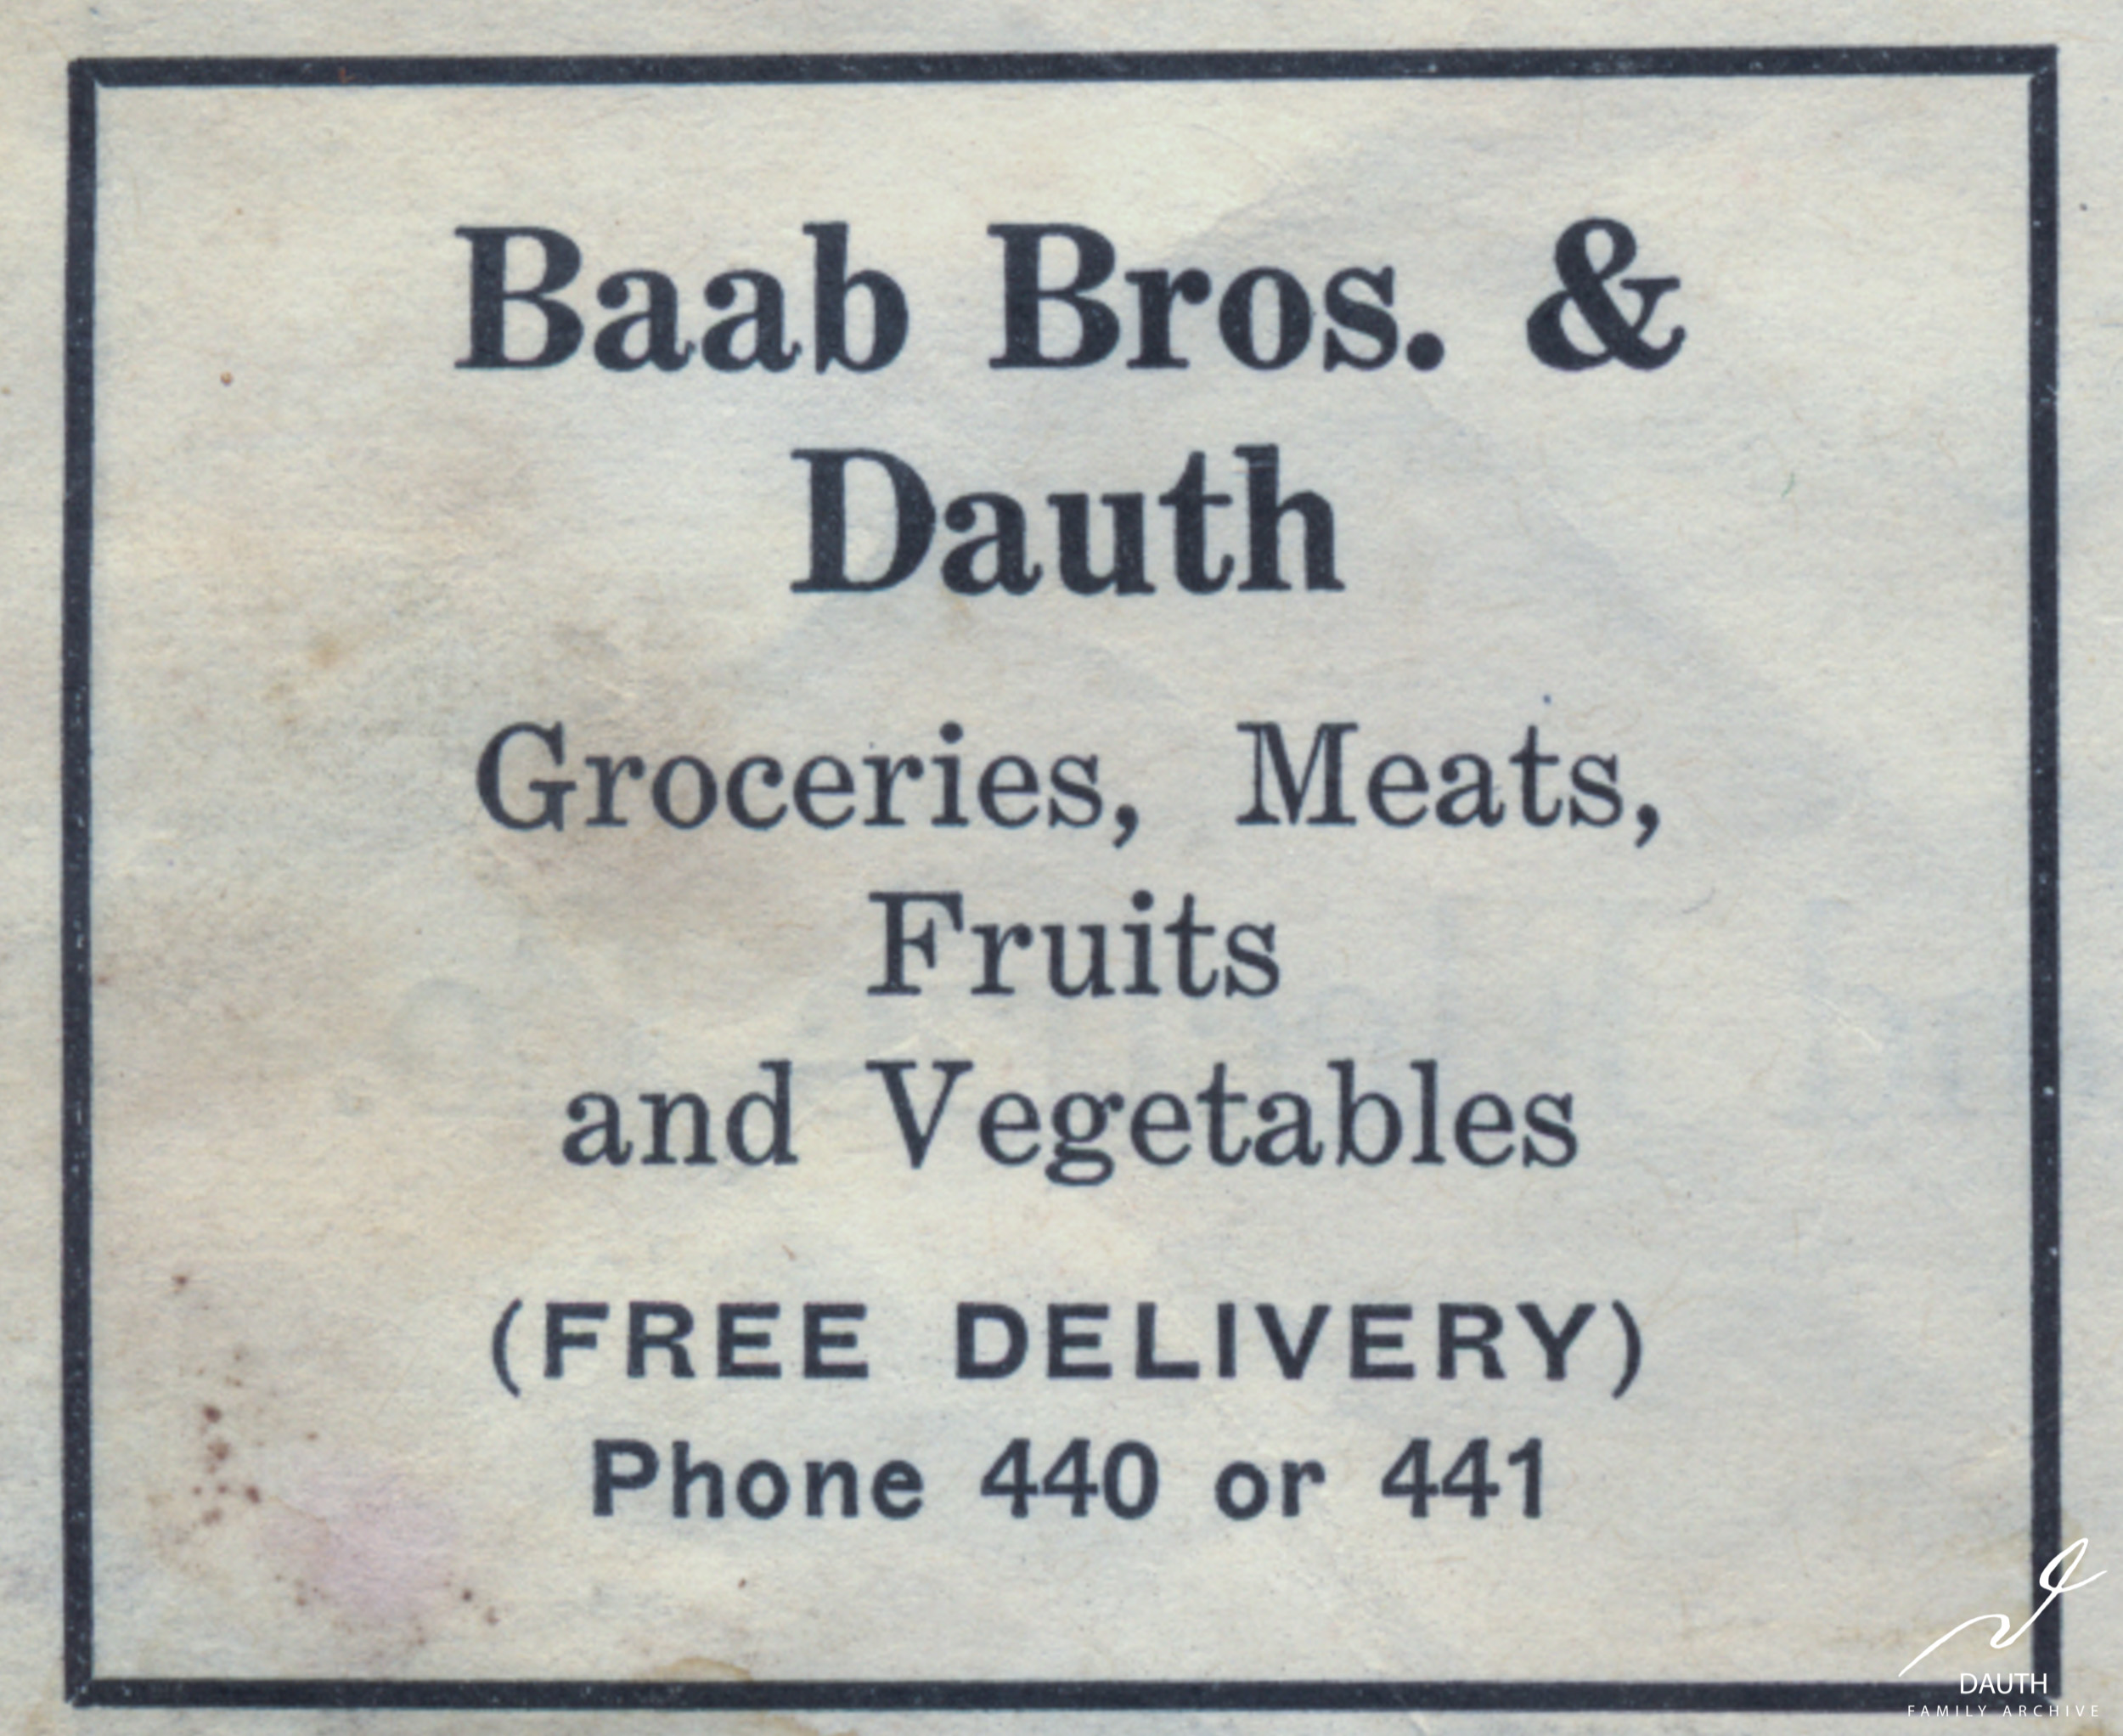 Baab Bros. &
Dauth
Groceries, Meats,
Fruits
and Vegetables
(FREE DELIVERY)
Phone 440 or 441
DAUTH
FAMILY ARCHIVE